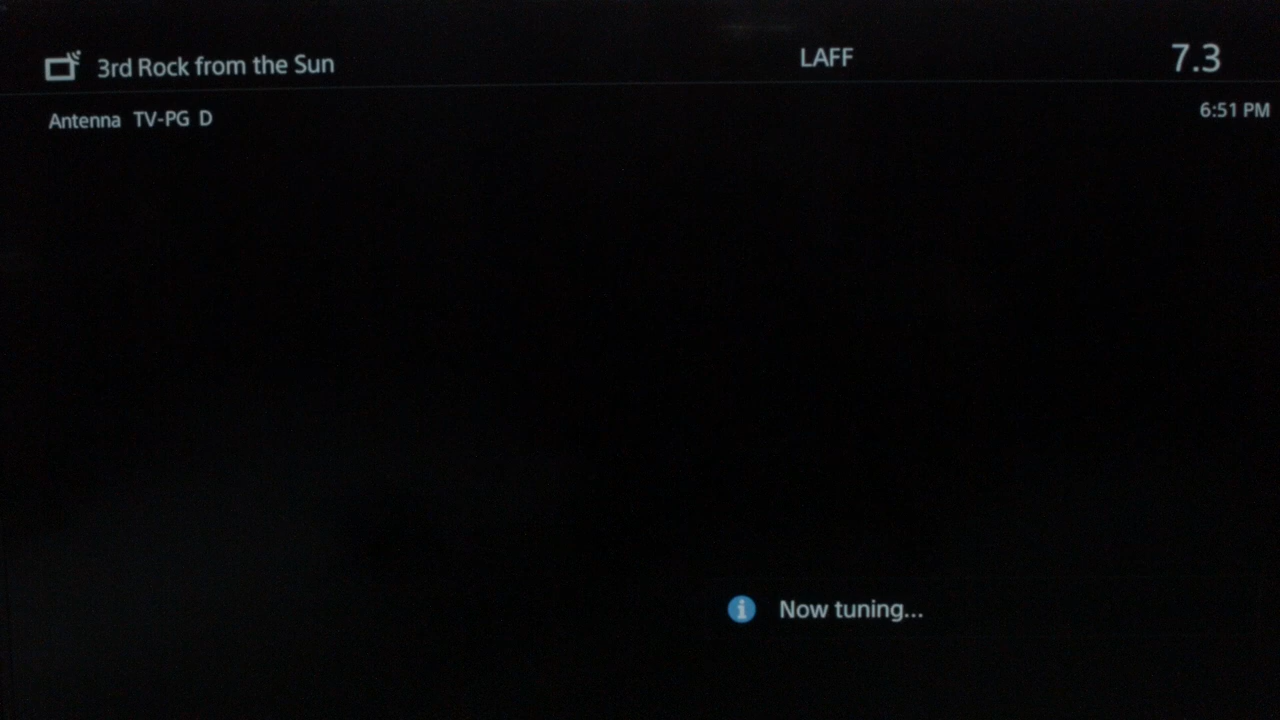 3rd Rock from the Sun LAFF 7.3
Antenna TV-PG D 6:51 PM
Now tuning...